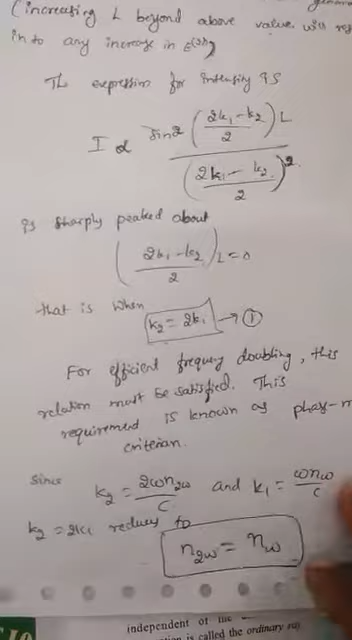 (increasing L beyond above value will
in to any increase in E(2ω)
The expression for intensity is
I α sin² ((2k₁-k₂)/2) L / ((2k₁-k₂)/2)²
is sharply peaked about
((2k₁-k₂)/2) L = 0
that is when
k₂ = 2k₁ → ①
For efficient frequency doubling, this
relation must be satisfied. This
requirement is known as phase-m
criterian.
Since k₂ = 2ωn₂ω/C and k₁ = ωnω/C
k₂ = 2k₁ reduces to
n₂ω = nω
independent of the
is called the ordinary ray